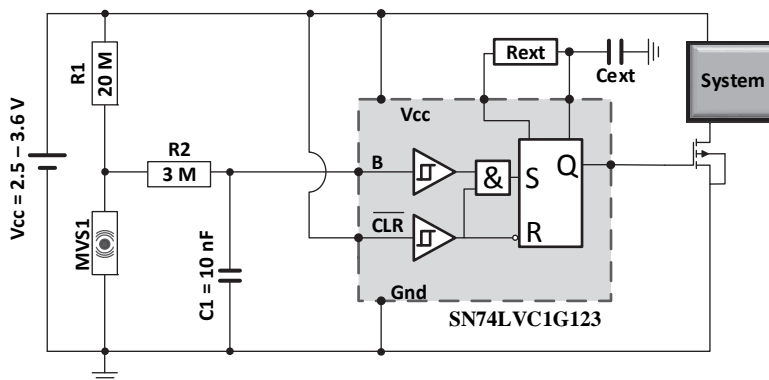 R1
20 M
Vcc = 2.5 – 3.6 V
MVS1
R2
3 M
C1 = 10 nF
Rext
Cext
System
Vcc
B
&
S
Q
CLR
R
Gnd
SN74LVC1G123